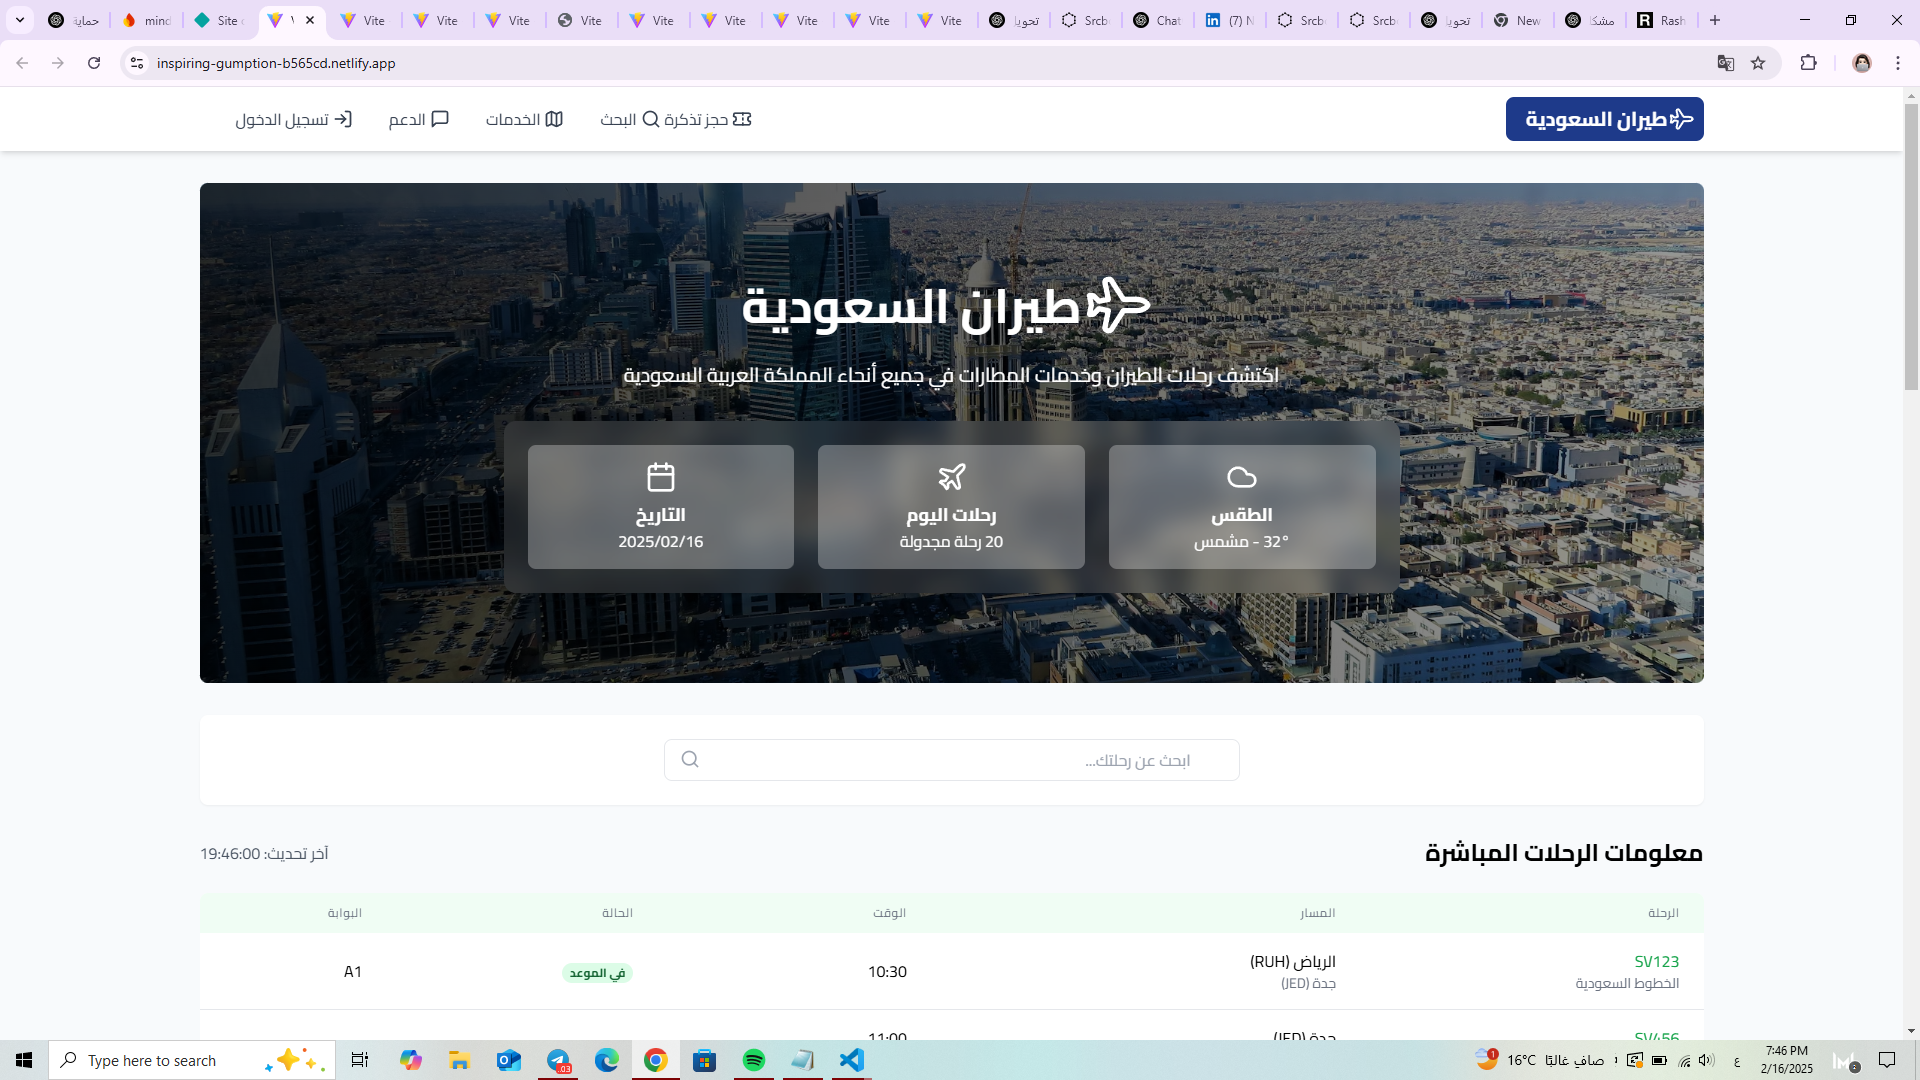 حماية
mind
Site
Vite
Vite
Vite
Vite
Vite
Vite
Vite
Vite
Vite
تحويل
Srcb
Chat
(7) N
Srcb
Srcb
تحويل
New
مشكل
Rash
inspiring-gumption-b565cd.netlify.app
طيران السعودية
حجز تذكرة
البحث
الخدمات
الدعم
تسجيل الدخول
طيران السعودية
اكتشف رحلات الطيران وخدمات المطارات في جميع أنحاء المملكة العربية السعودية
الطقس
32° - مشمس
رحلات اليوم
20 رحلة مجدولة
التاريخ
2025/02/16
ابحث عن رحلتك...
معلومات الرحلات المباشرة
آخر تحديث: 19:46:00
الرحلة المسار الوقت الحالة البوابة
SV123 الرياض (RUH) 10:30 في الموعد A1
الخطوط السعودية جدة (JED)
SV456 جدة (JED) 11:00
Type here to search
.03
1
16°C صافٍ غالبًا
ع
7:46 PM
2/16/2025